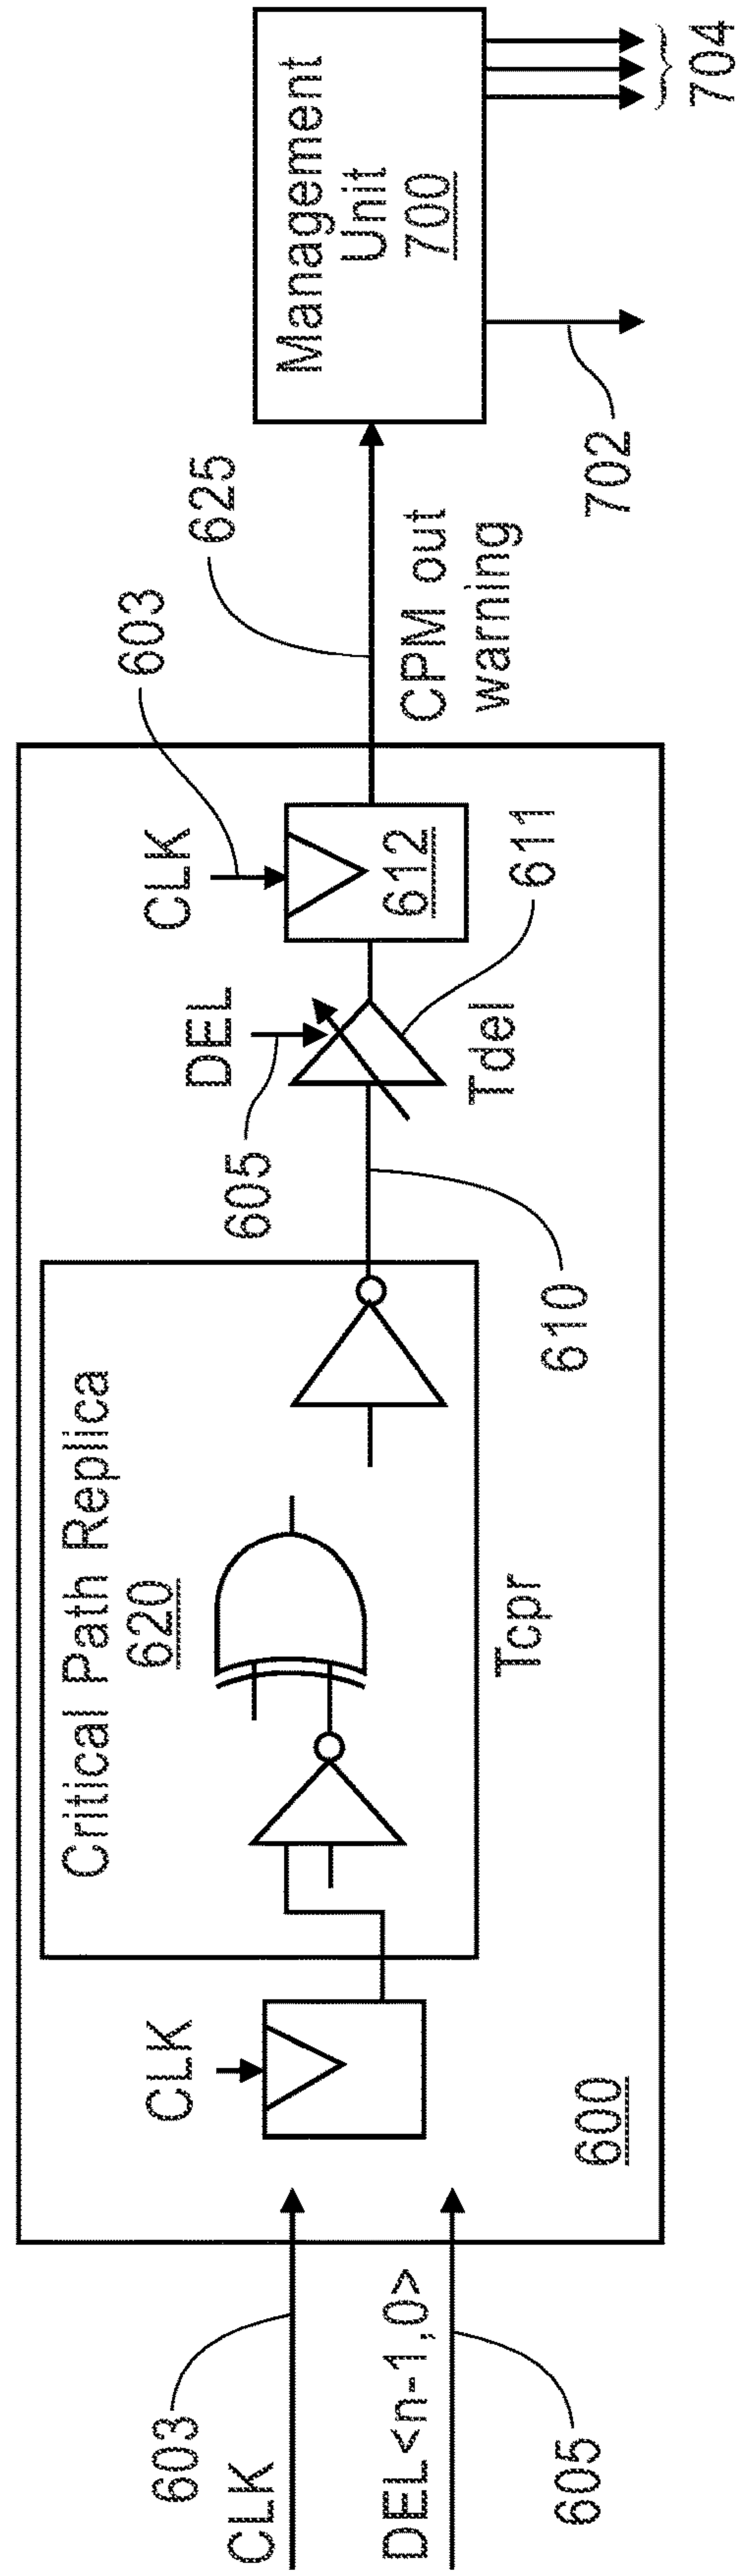 603
CLK
DEL<n-1,0>
605
600
CLK
Critical Path Replica
620
Tcpr
610
605
DEL
Tdel
611
CLK
603
612
625
CPM out
warning
Management
Unit
700
702
704